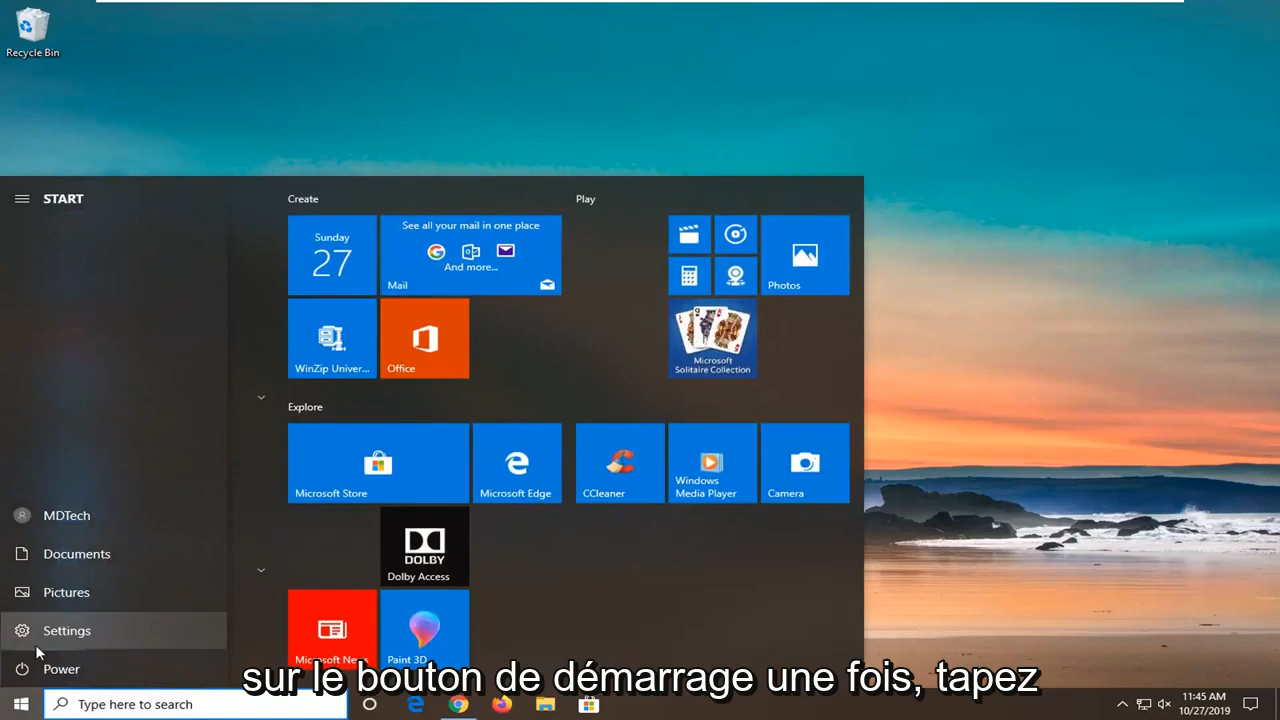 Recycle Bin
START
Create
Play
Sunday
27
See all your mail in one place
And more...
Mail
Photos
WinZip Univer...
Office
Microsoft
Solitaire Collection
Explore
Microsoft Store
Microsoft Edge
CCleaner
Windows
Media Player
Camera
MDTech
Documents
DOLBY
Dolby Access
Pictures
Settings
Microsoft News
Paint 3D
Power
sur le bouton de démarrage une fois, tapez
Type here to search
11:45 AM
10/27/2019